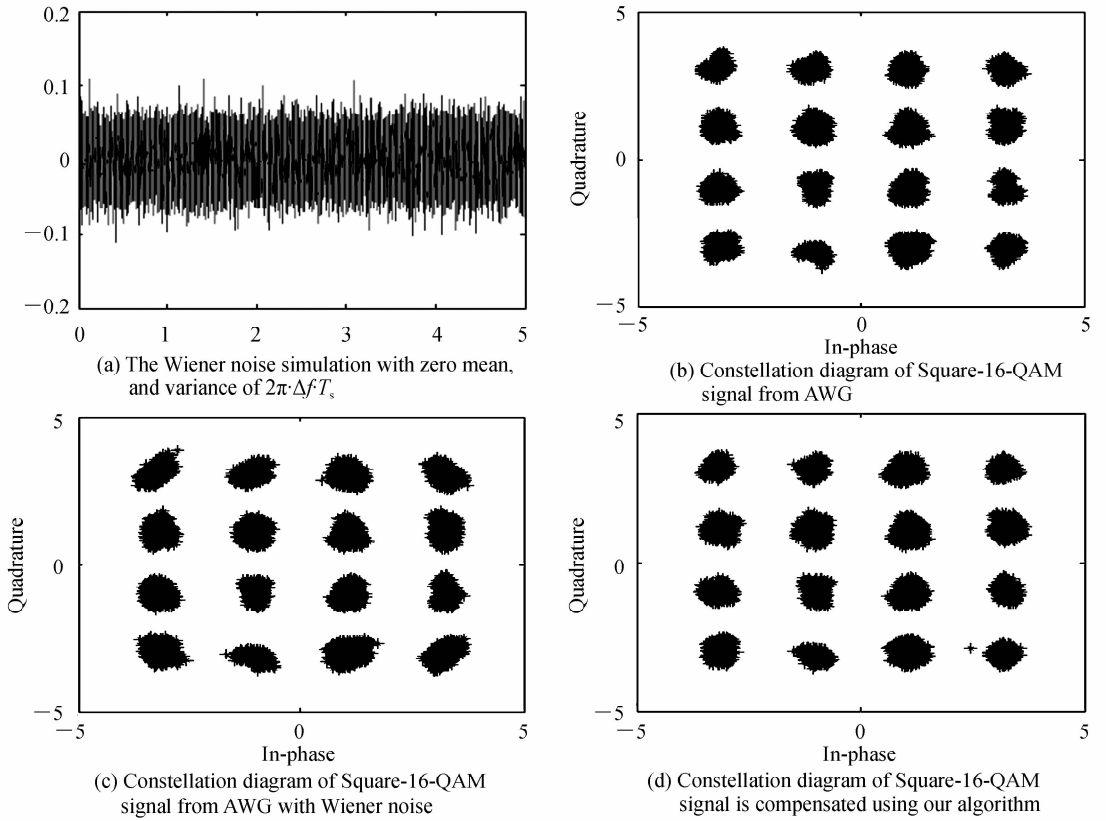 0.2
0.1
0
－0.1
－0.2
0
1
2
3
4
5
(a) The Wiener noise simulation with zero mean,
and variance of 2π·Δf·Ts
5
0
－5
Quadrature
－5
0
5
In-phase
(b) Constellation diagram of Square-16-QAM
signal from AWG
5
0
－5
Quadrature
－5
0
5
In-phase
(c) Constellation diagram of Square-16-QAM
signal from AWG with Wiener noise
5
0
－5
Quadrature
－5
0
5
In-phase
(d) Constellation diagram of Square-16-QAM
signal is compensated using our algorithm